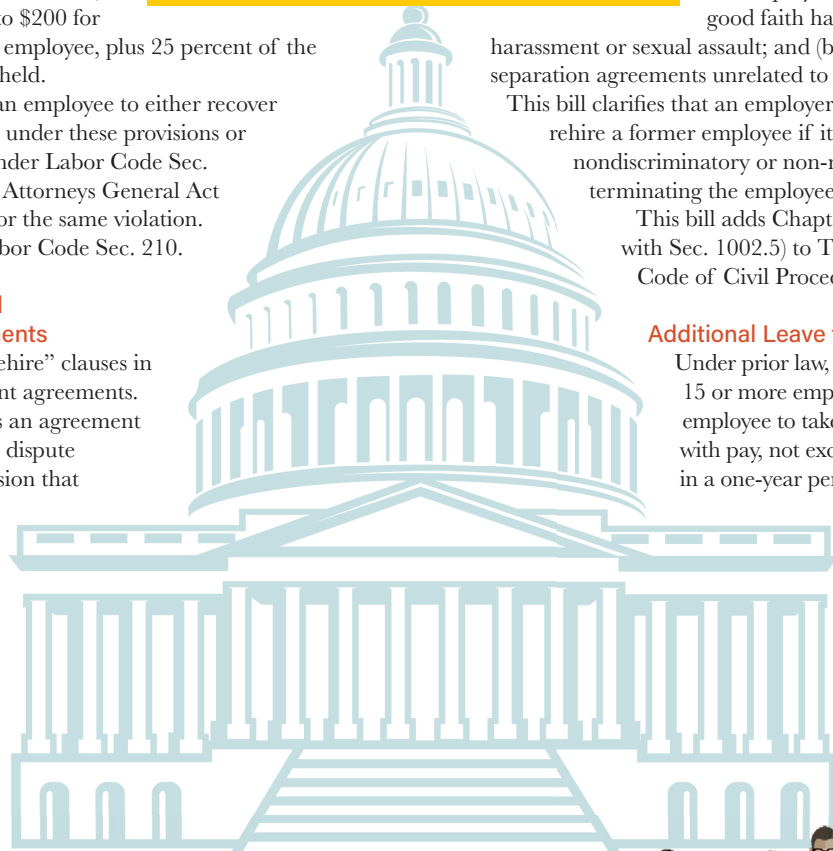 to $200 for
employee, plus 25 percent of the
held.
an employee to either recover
under these provisions or
nder Labor Code Sec.
Attorneys General Act
or the same violation.
bor Code Sec. 210.
ents
ehire” clauses in
nt agreements.
s an agreement
dispute
sion that
good faith ha
harassment or sexual assault; and (b
separation agreements unrelated to
This bill clarifies that an employer
rehire a former employee if it
nondiscriminatory or non-r
terminating the employee
This bill adds Chapt
with Sec. 1002.5) to T
Code of Civil Proced
Additional Leave
Under prior law,
15 or more emp
employee to take
with pay, not exc
in a one-year per